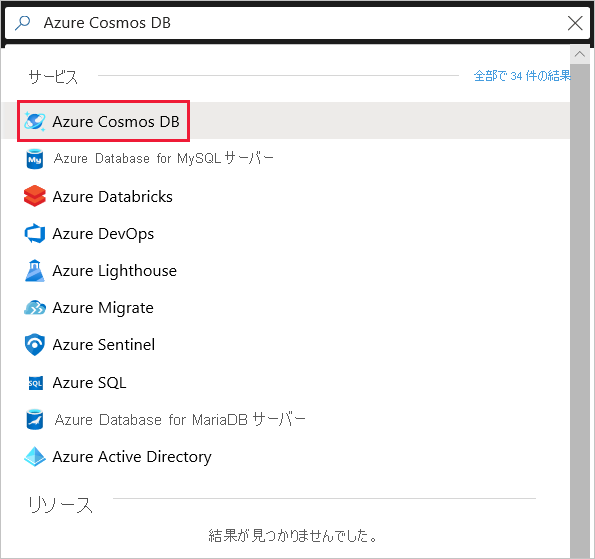 Azure Cosmos DB
サービス 全部で 34 件の結果
Azure Cosmos DB
My Azure Database for MySQL サーバー
Azure Databricks
Azure DevOps
Azure Lighthouse
Azure Migrate
Azure Sentinel
SQL Azure SQL
Azure Database for MariaDB サーバー
Azure Active Directory
リソース
結果が見つかりませんでした。